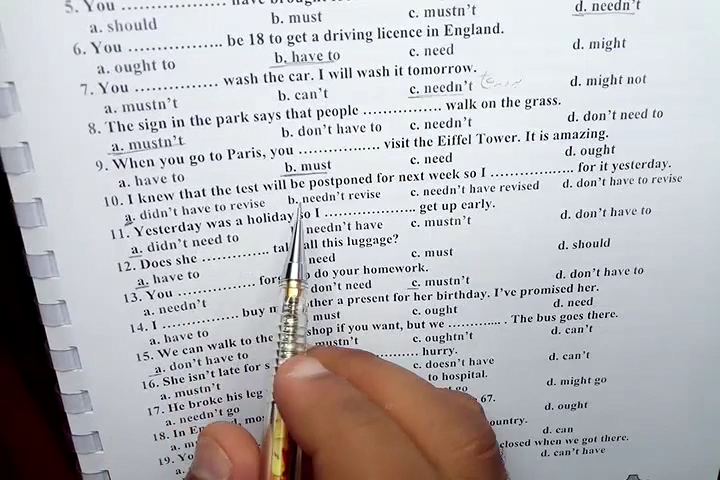 5. You ................. have
a. should b. must c. mustn't d. needn't
6. You .................. be 18 to get a driving licence in England.
a. ought to b. have to c. need d. might
7. You ............... wash the car. I will wash it tomorrow.
a. mustn't b. can't c. needn't d. might not
8. The sign in the park says that people ............... walk on the grass.
a. mustn't b. don't have to c. needn't d. don't need to
9. When you go to Paris, you ................. visit the Eiffel Tower. It is amazing.
a. have to b. must c. need d. ought
10. I knew that the test will be postponed for next week so I ................ for it yesterday.
a. didn't have to revise b. needn't revise c. needn't have revised d. don't have to revise
11. Yesterday was a holiday so I ................... get up early.
a. didn't need to needn't have c. mustn't d. don't have to
12. Does she .............. all this luggage?
a. have to need c. must d. should
13. You ................ do your homework.
a. needn't don't need c. mustn't d. don't have to
14. I ................ buy a present for her birthday. I've promised her.
a. have to must c. ought d. need
15. We can walk to the shop if you want, but we .............. The bus goes there.
a. don't have to c. oughtn't d. can't
16. She isn't late for ............ hurry.
a. mustn't c. doesn't have d. can't
17. He broke his leg to hospital.
a. needn't go go d. might go
18. In 67.
a. d. ought
19. country.
d. can
closed when we got there.
a. d. can't have